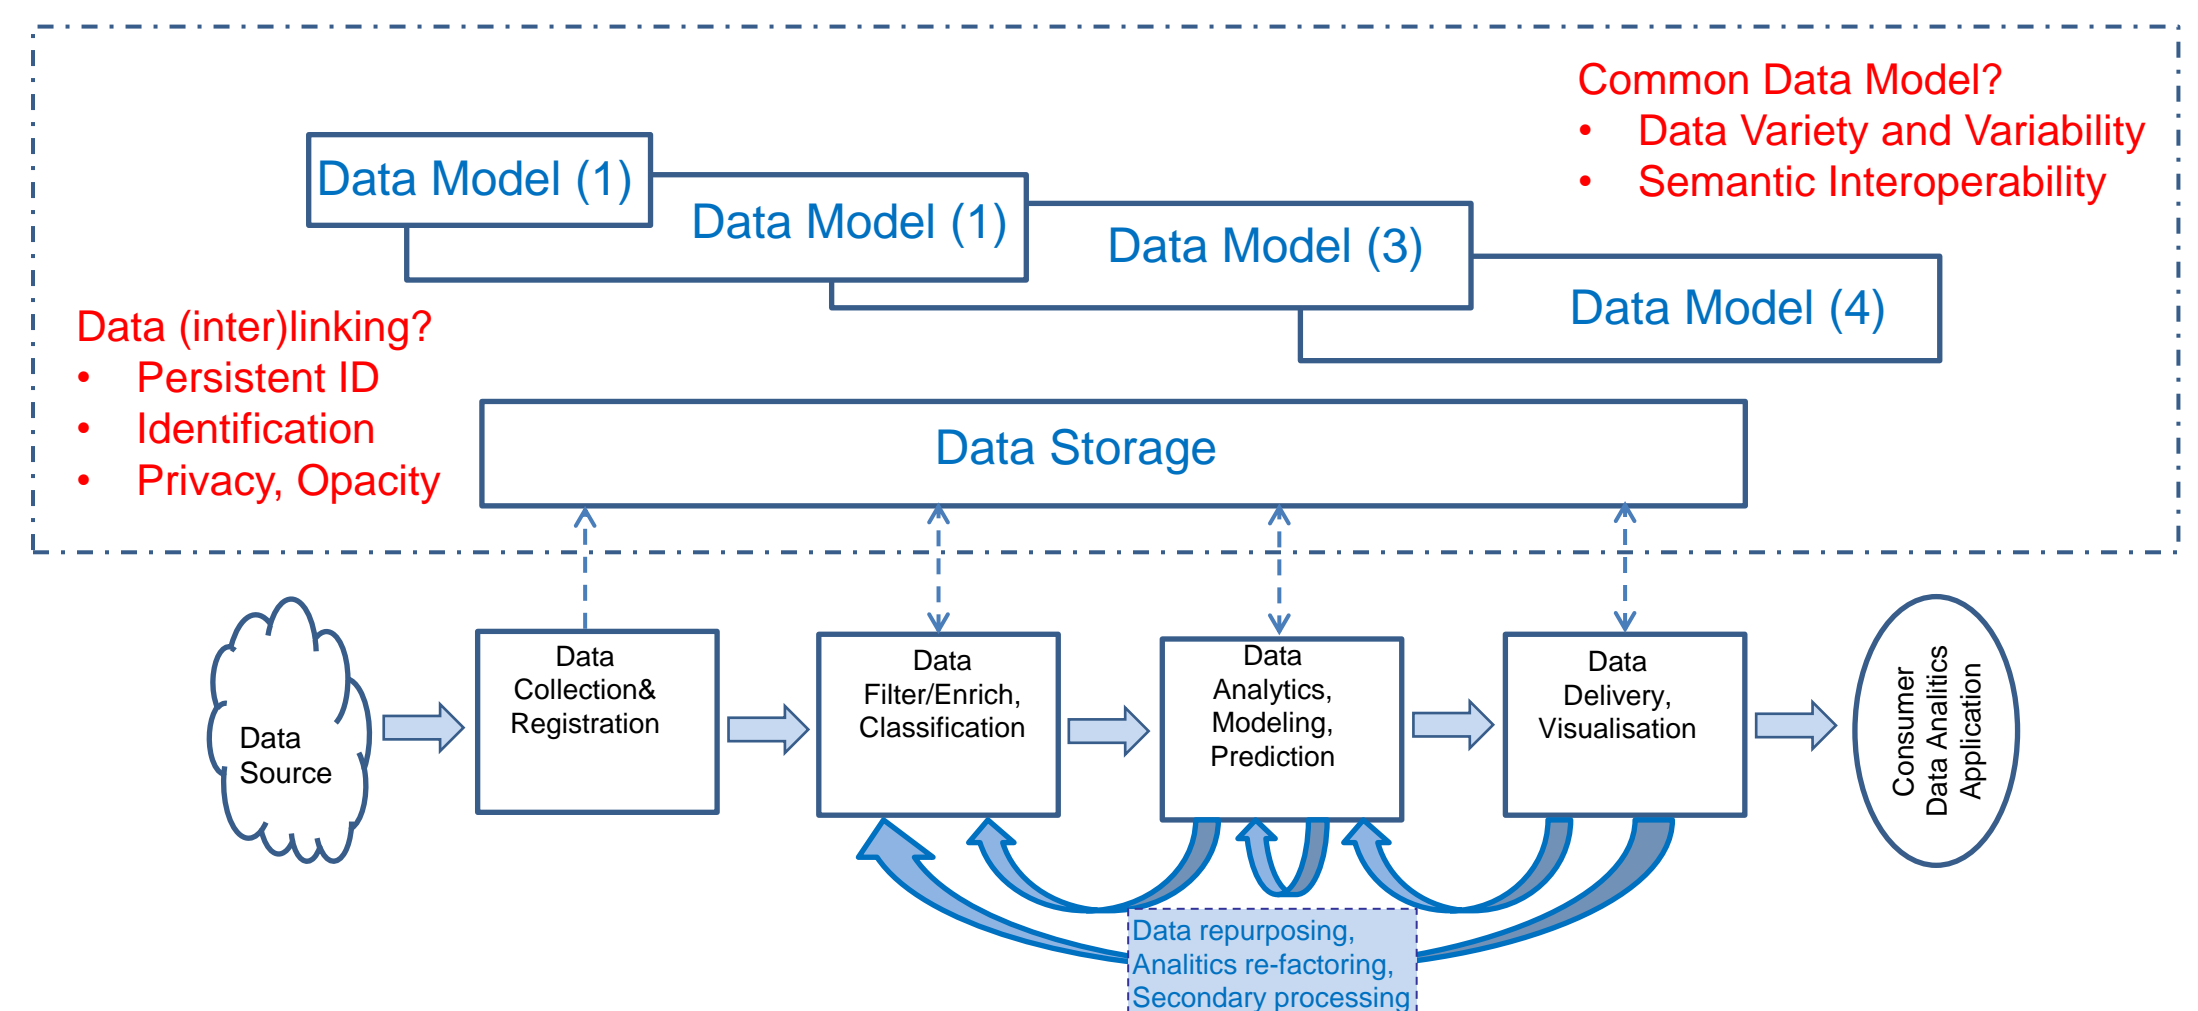 Common Data Model?
• Data Variety and Variability
• Semantic Interoperability
Data Model (1)
Data Model (1)
Data Model (3)
Data Model (4)
Data (inter)linking?
• Persistent ID
• Identification
• Privacy, Opacity
Data Storage
Data
Source
Data
Collection&
Registration
Data
Filter/Enrich,
Classification
Data
Analytics,
Modeling,
Prediction
Data
Delivery,
Visualisation
Consumer
Data Analitics
Application
Data repurposing,
Analitics re-factoring,
Secondary processing